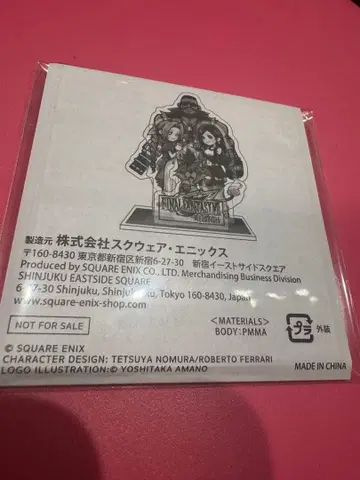 FINAL FANTASY VII
製造元 株式会社スクウェア・エニックス
〒160-8430 東京都新宿区新宿6-27-30 新宿イーストサイドスクエア
Produced by SQUARE ENIX CO., LTD. Merchandising Business Division
SHINJUKU EASTSIDE SQUARE
6-27-30 Shinjuku, Shinjuku-ku, Tokyo 160-8430, Japan
www.square-enix-shop.com
NOT FOR SALE
<MATERIALS>
BODY:PMMA
プラ 外装
© SQUARE ENIX
CHARACTER DESIGN: TETSUYA NOMURA/ROBERTO FERRARI
LOGO ILLUSTRATION:© YOSHITAKA AMANO
MADE IN CHINA